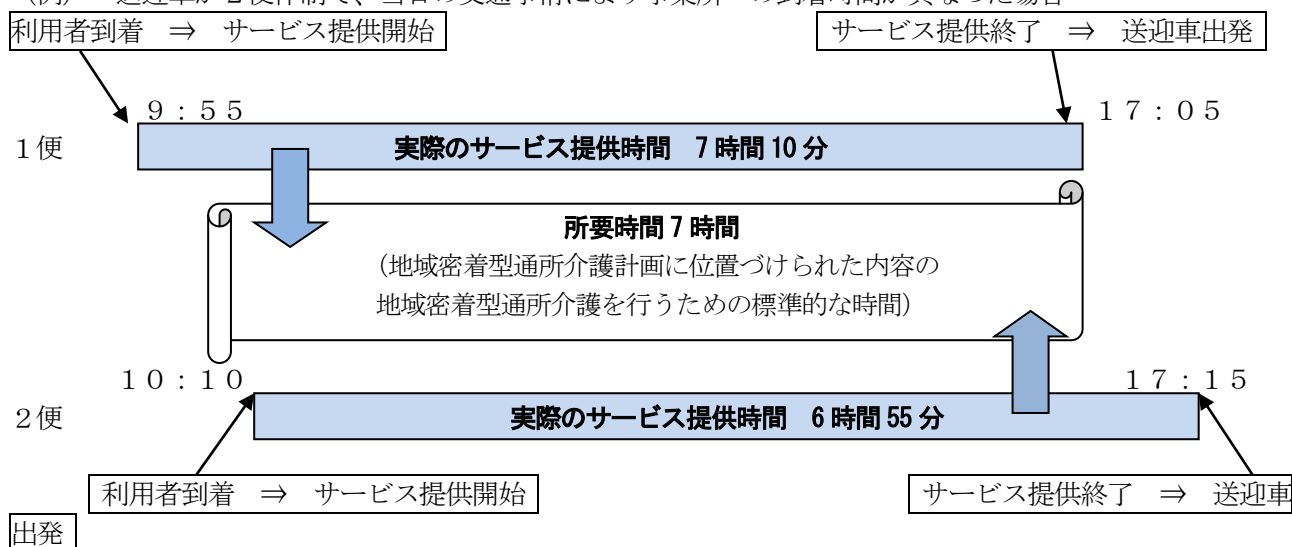 利用者到着　⇒　サービス提供開始
サービス提供終了　⇒　送迎車出発
９：５５
１７：０５
１便
実際のサービス提供時間　7時間10分
所要時間7時間
（地域密着型通所介護計画に位置づけられた内容の
地域密着型通所介護を行うための標準的な時間）
１０：１０
１７：１５
２便
実際のサービス提供時間　6時間55分
利用者到着　⇒　サービス提供開始
サービス提供終了　⇒　送迎車
出発